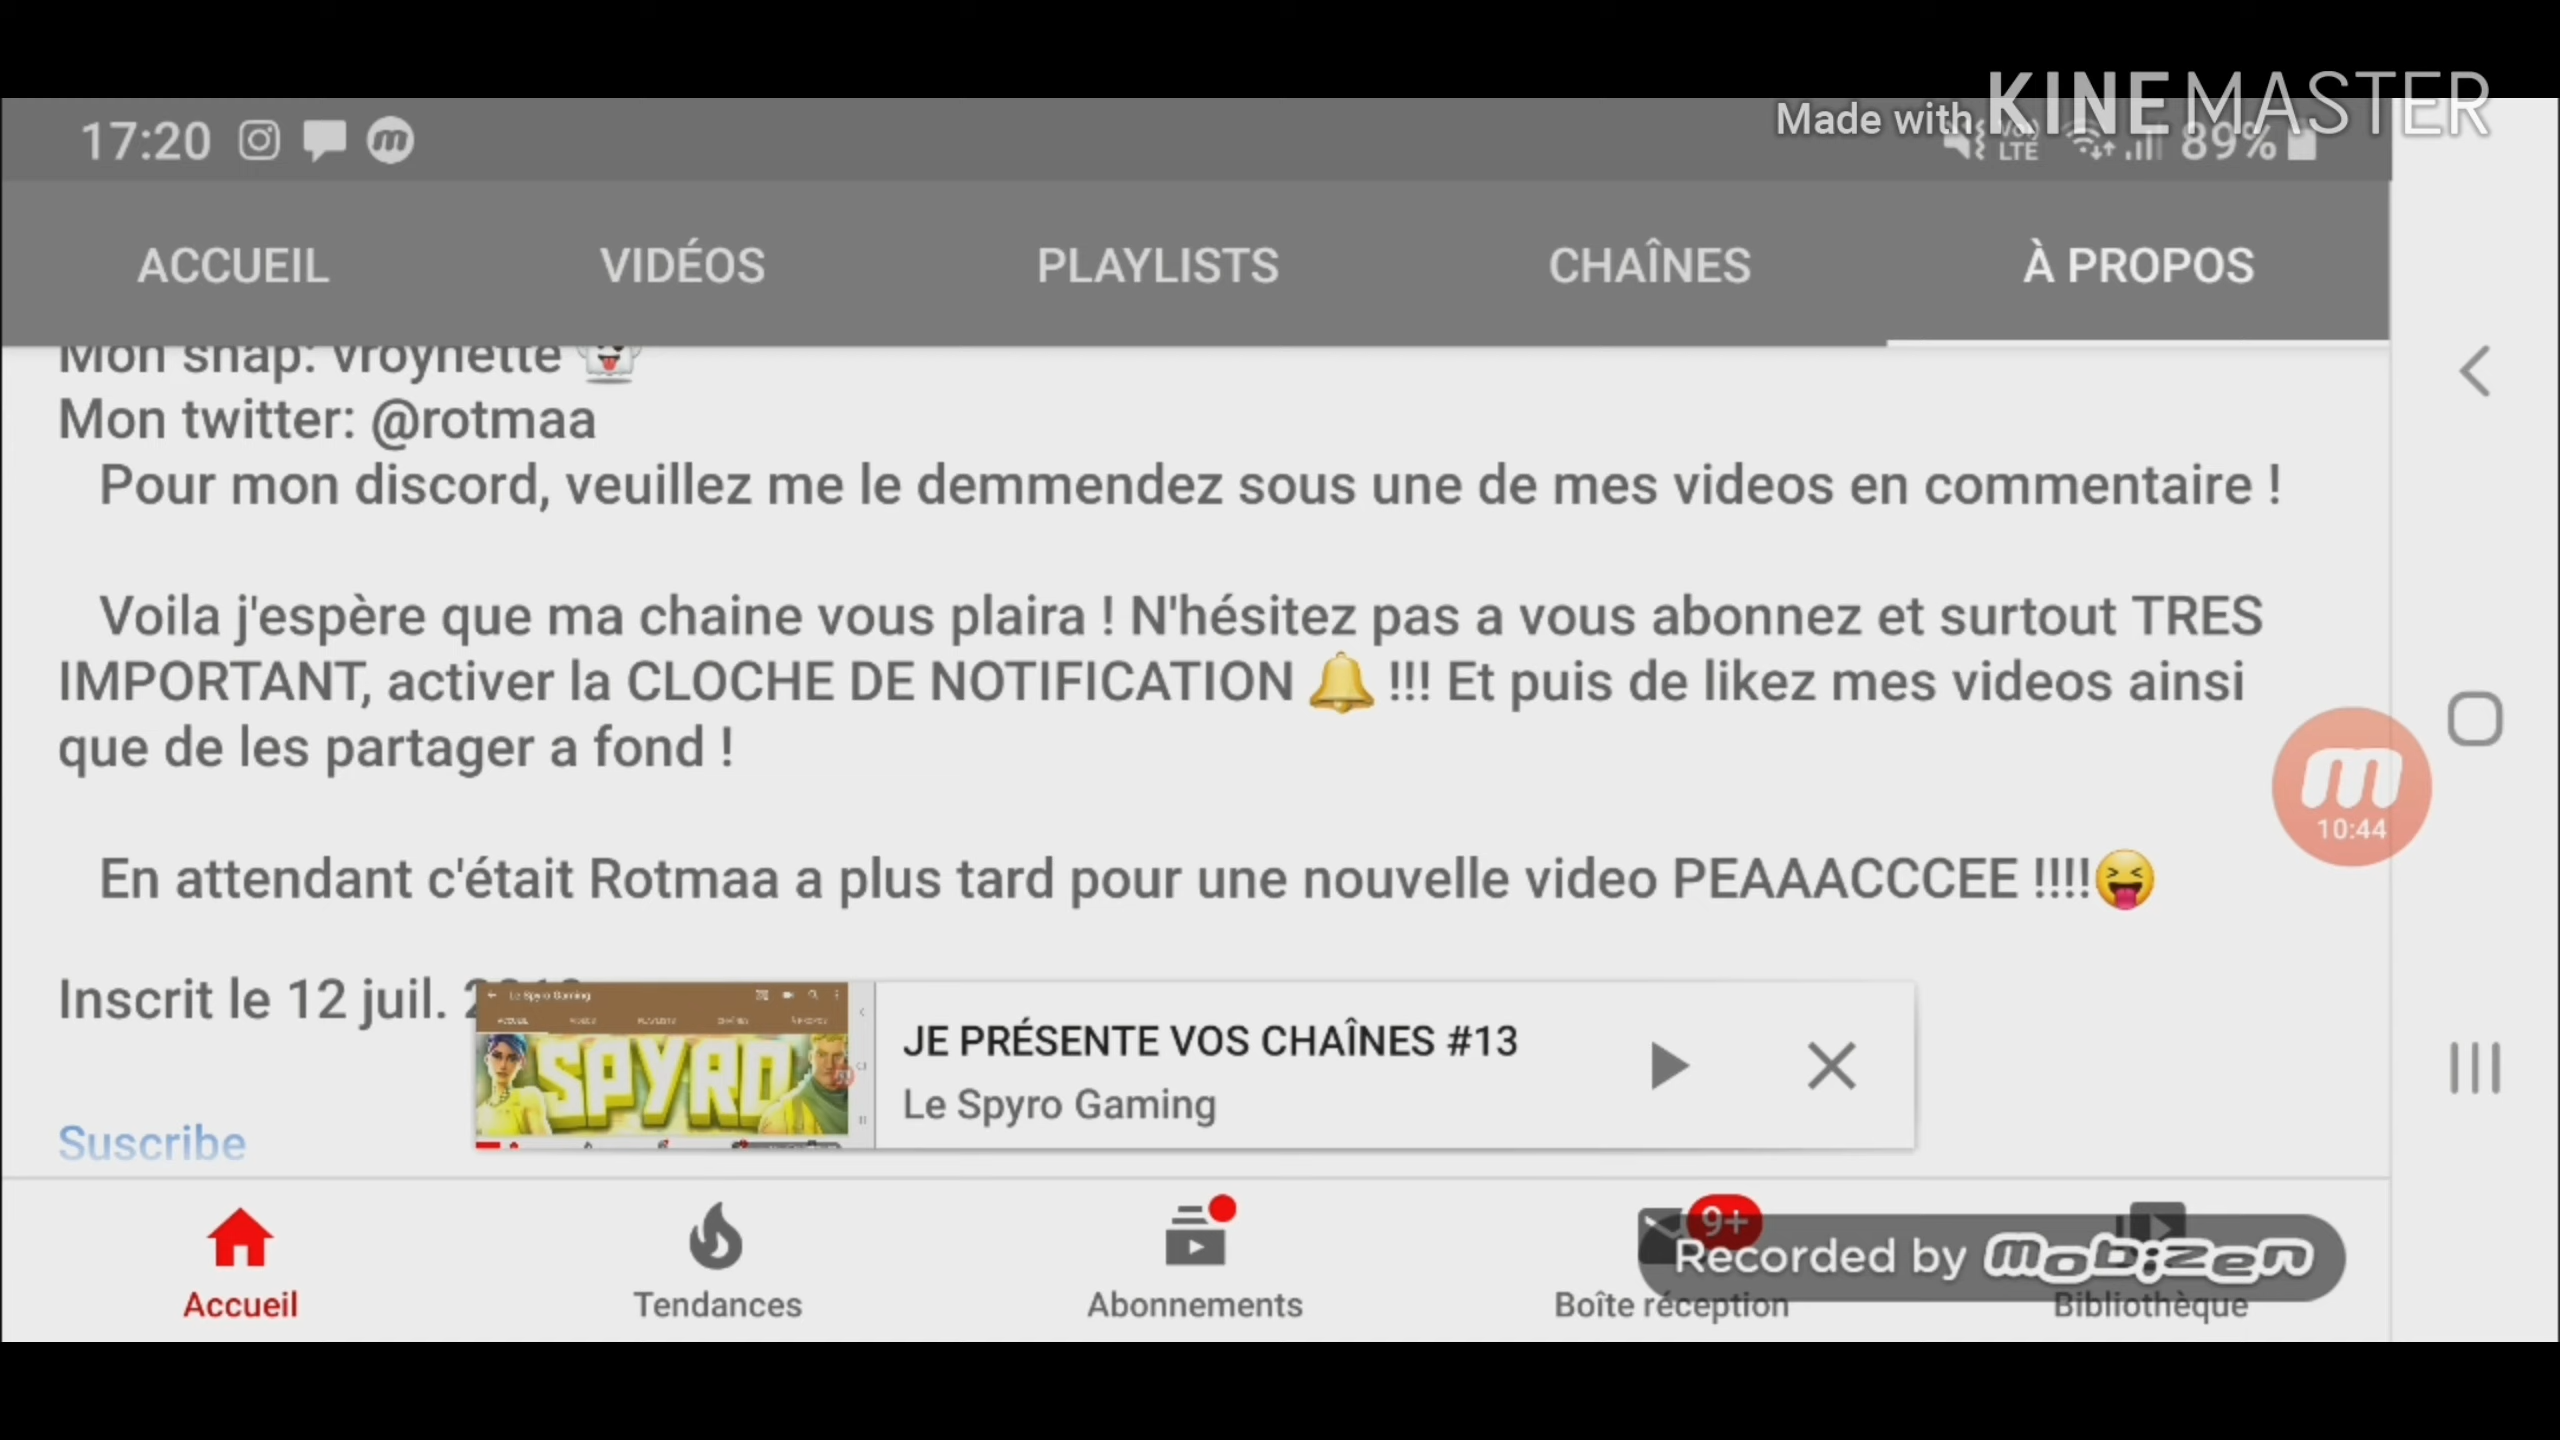 Made with KINEMASTER
17:20
LTE 89%
ACCUEIL VIDÉOS PLAYLISTS CHAÎNES À PROPOS
Mon snap: vroynette 👻
Mon twitter: @rotmaa
Pour mon discord, veuillez me le demmendez sous une de mes videos en commentaire !
Voila j'espère que ma chaine vous plaira ! N'hésitez pas a vous abonnez et surtout TRES
IMPORTANT, activer la CLOCHE DE NOTIFICATION 🔔 !!! Et puis de likez mes videos ainsi
que de les partager a fond !
10:44
En attendant c'était Rotmaa a plus tard pour une nouvelle video PEAAACCCEE !!!!😝
Inscrit le 12 juil.
Le Spyro Gaming
SPYRO
JE PRÉSENTE VOS CHAÎNES #13
Le Spyro Gaming
Suscribe
9+
Recorded by mobizen
Accueil Tendances Abonnements Boîte réception Bibliothèque